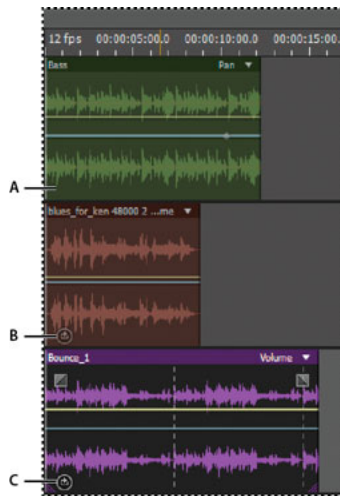 12 fps 00:00:05:00.0 00:00:10:00.0 00:00:15:00.
Bass Pan
A
blues_for_ken 48000 2 ...me
B
Bounce_1 Volume
C